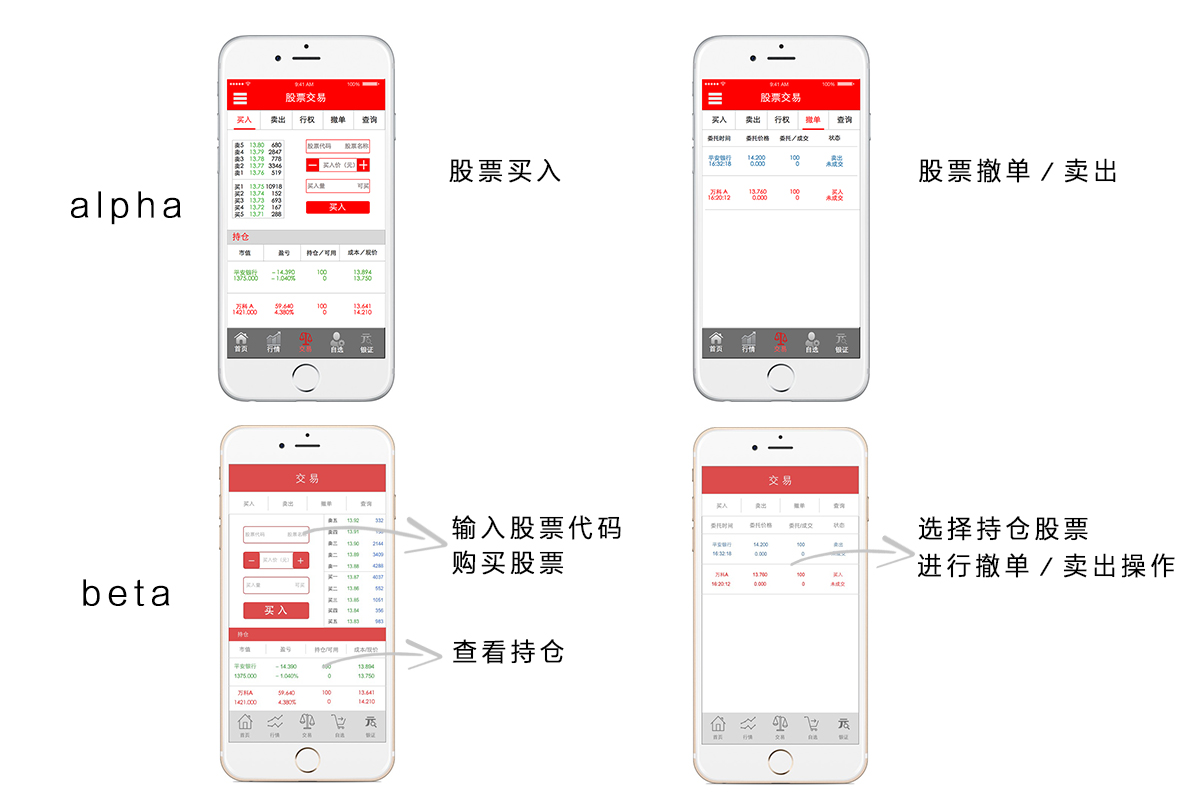 alpha
9:41 AM 100%
股票交易
买入 卖出 行权 撤单 查询
卖5 13.80 680
卖4 13.79 2847
卖3 13.78 778
卖2 13.77 3346
卖1 13.76 519
买1 13.75 10918
买2 13.74 152
买3 13.73 693
买4 13.72 167
买5 13.71 288
股票代码 股票名称
− 买入价（元） +
买入量 可买
买入
持仓
市值 盈亏 持仓／可用 成本／股价
平安银行 −14.390 100 13.894
1375.000 −1.040% 0 13.750
万科 A 59.640 100 13.641
1421.000 4.380% 0 14.210
首页 行情 交易 自选 银证
股票买入
9:41 AM 100%
股票交易
买入 卖出 行权 撤单 查询
委托时间 委托价格 委托／成交 状态
平安银行 14.200 100 卖出
16:32:18 0.000 0 未成交
万科 A 13.760 100 买入
16:20:12 0.000 0 未成交
首页 行情 交易 自选 银证
股票撤单 / 卖出
beta
交易
买入 卖出 撤单 查询
股票代码 股票名称
− 买入价（元） +
买入量 可买
买入
卖五 13.92 332
卖四 13.91
卖三 13.90 2144
卖二 13.89 3409
卖一 13.88 4288
买一 13.87 4037
买二 13.86 552
买三 13.85 1051
买四 13.84 356
买五 13.83 983
持仓
市值 盈亏 持仓/可用 成本/现价
平安银行 −14.390 13.894
1375.000 −1.040% 0 13.750
万科A 59.640 100 13.641
1421.000 4.380% 0 14.210
首页 行情 交易 自选 银证
输入股票代码
购买股票
查看持仓
交易
买入 卖出 撤单 查询
委托时间 委托价格 委托/成交 状态
平安银行 14.200 100 卖出
16:32:18 0.000 0 未成交
万科A 13.760 100 买入
16:20:12 0.000 0 未成交
首页 行情 交易 自选 银证
选择持仓股票
进行撤单 / 卖出操作